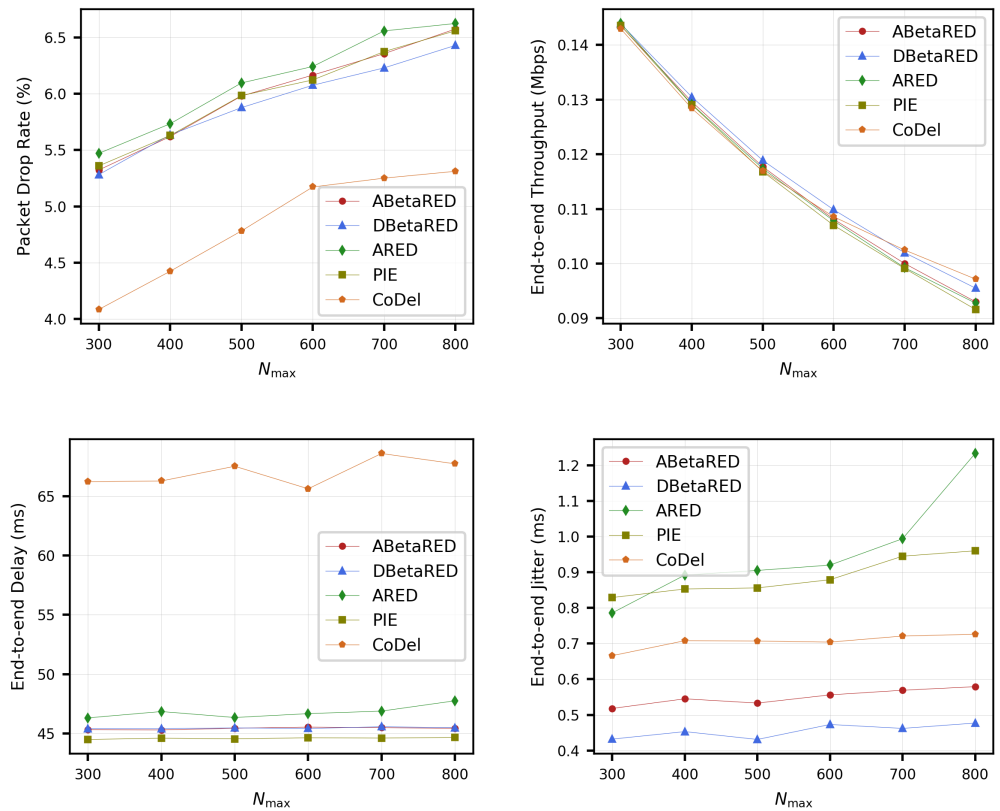 Packet Drop Rate (%)
6.5
6.0
5.5
5.0
4.5
4.0
ABetaRED
DBetaRED
ARED
PIE
CoDel
300 400 500 600 700 800
N_max
End-to-end Throughput (Mbps)
0.14
0.13
0.12
0.11
0.10
0.09
ABetaRED
DBetaRED
ARED
PIE
CoDel
300 400 500 600 700 800
N_max
End-to-end Delay (ms)
65
60
55
50
45
ABetaRED
DBetaRED
ARED
PIE
CoDel
300 400 500 600 700 800
N_max
End-to-end Jitter (ms)
1.2
1.1
1.0
0.9
0.8
0.7
0.6
0.5
0.4
ABetaRED
DBetaRED
ARED
PIE
CoDel
300 400 500 600 700 800
N_max